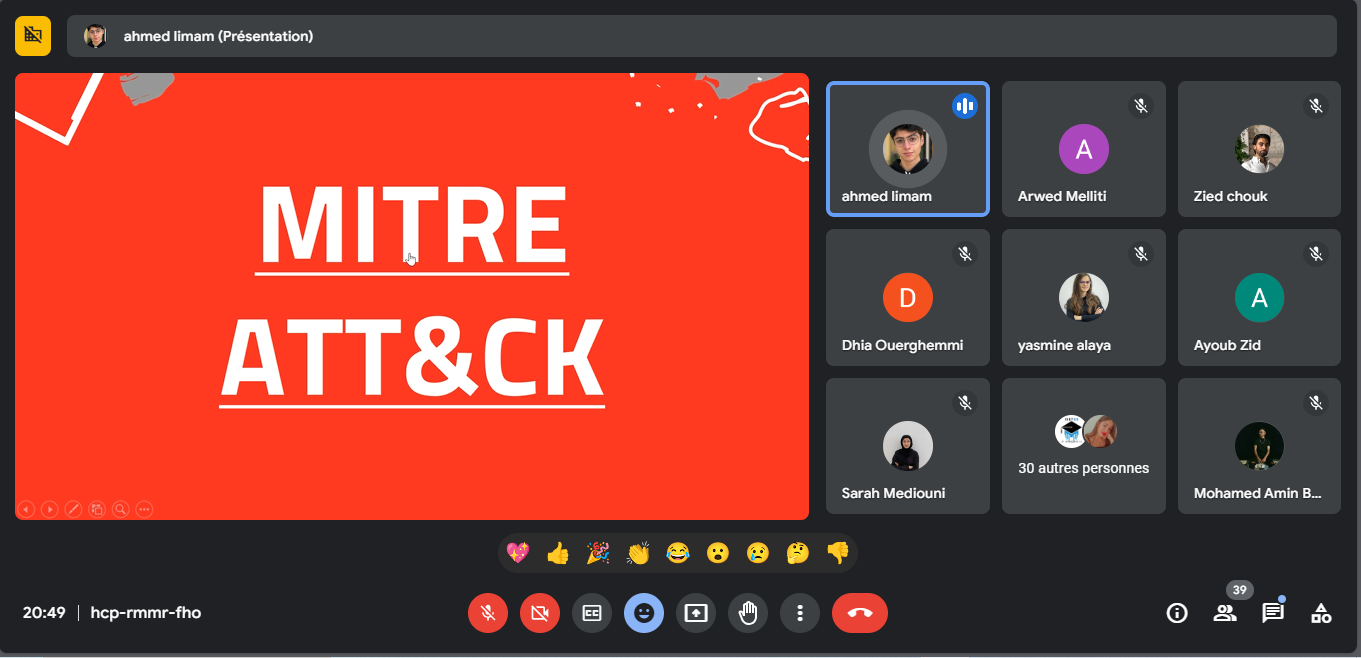 ahmed limam (Présentation)
MITRE
ATT&CK
ahmed limam
A
Arwed Melliti
Zied chouk
D
Dhia Ouerghemmi
yasmine alaya
A
Ayoub Zid
Sarah Mediouni
30 autres personnes
Mohamed Amin B...
CC
20:49 | hcp-rmmr-fho
39